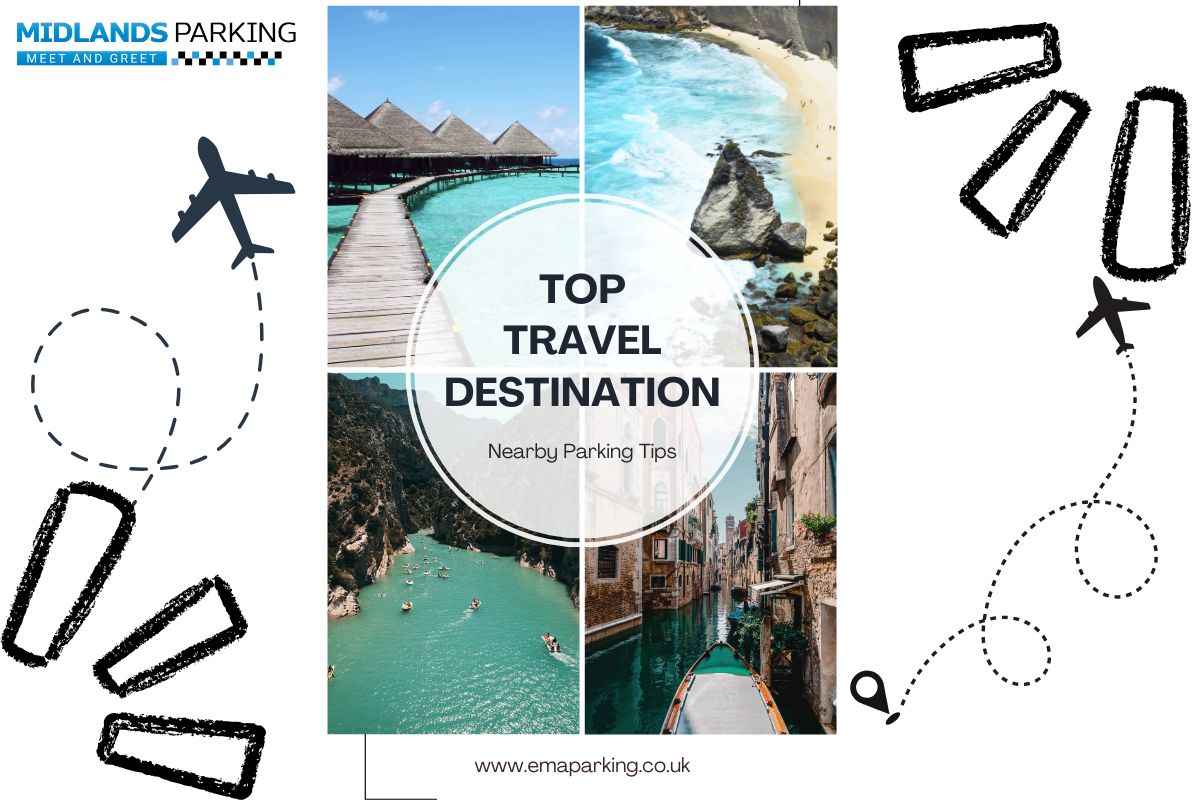 MIDLANDS PARKING
MEET AND GREET
TOP
TRAVEL
DESTINATION
Nearby Parking Tips
www.emaparking.co.uk